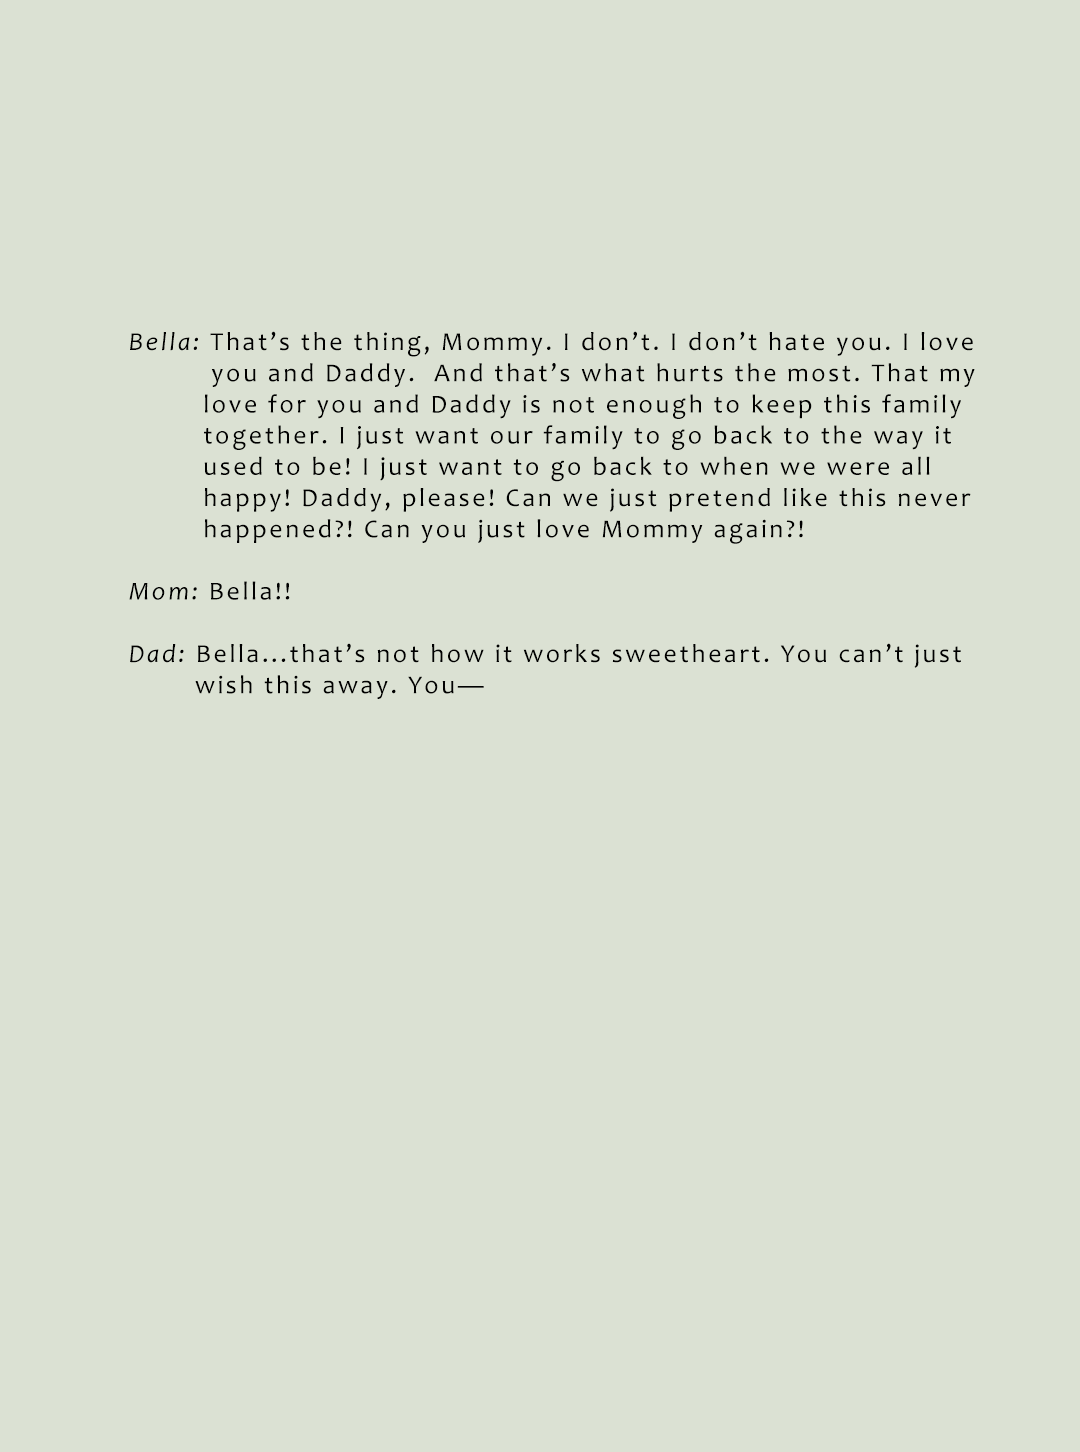 Bella: That’s the thing, Mommy. I don’t. I don’t hate you. I love
you and Daddy.  And that’s what hurts the most. That my
love for you and Daddy is not enough to keep this family
together. I just want our family to go back to the way it
used to be! I just want to go back to when we were all
happy! Daddy, please! Can we just pretend like this never
happened?! Can you just love Mommy again?!
Mom: Bella!!
Dad: Bella...that’s not how it works sweetheart. You can’t just
wish this away. You—